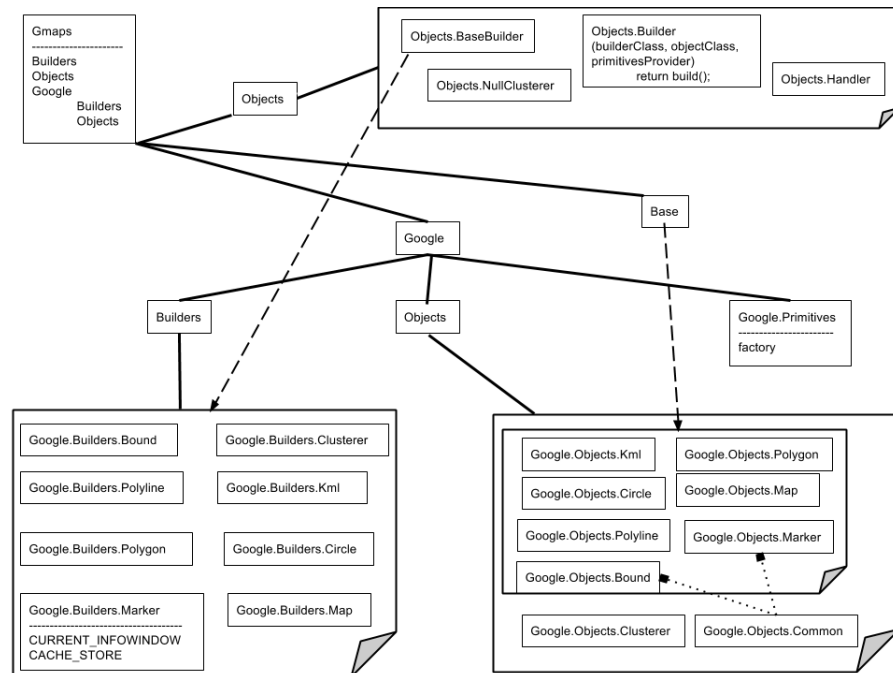 Gmaps
-----------------------
Builders
Objects
Google
Builders
Objects
Objects
Objects.BaseBuilder
Objects.NullClusterer
Objects.Builder
(builderClass, objectClass,
primitivesProvider)
return build();
Objects.Handler
Base
Google
Builders
Objects
Google.Primitives
------------------------
factory
Google.Builders.Bound
Google.Builders.Clusterer
Google.Builders.Polyline
Google.Builders.Kml
Google.Builders.Polygon
Google.Builders.Circle
Google.Builders.Marker
---------------------------------------
CURRENT_INFOWINDOW
CACHE_STORE
Google.Builders.Map
Google.Objects.Kml
Google.Objects.Polygon
Google.Objects.Circle
Google.Objects.Map
Google.Objects.Polyline
Google.Objects.Marker
Google.Objects.Bound
Google.Objects.Clusterer
Google.Objects.Common